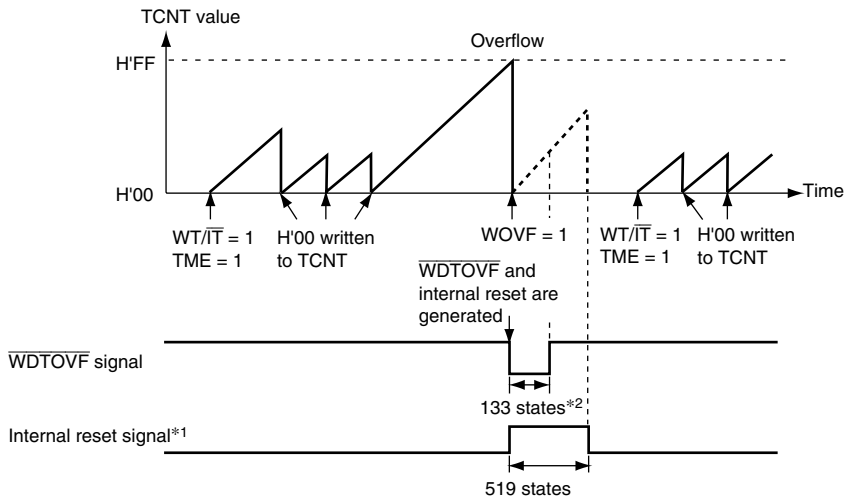 TCNT value
Overflow
H'FF
H'00
Time
WT/IT = 1
TME = 1
H'00 written
to TCNT
WOVF = 1
WT/IT = 1
TME = 1
H'00 written
to TCNT
WDTOVF and
internal reset are
generated
WDTOVF signal
133 states*2
Internal reset signal*1
519 states